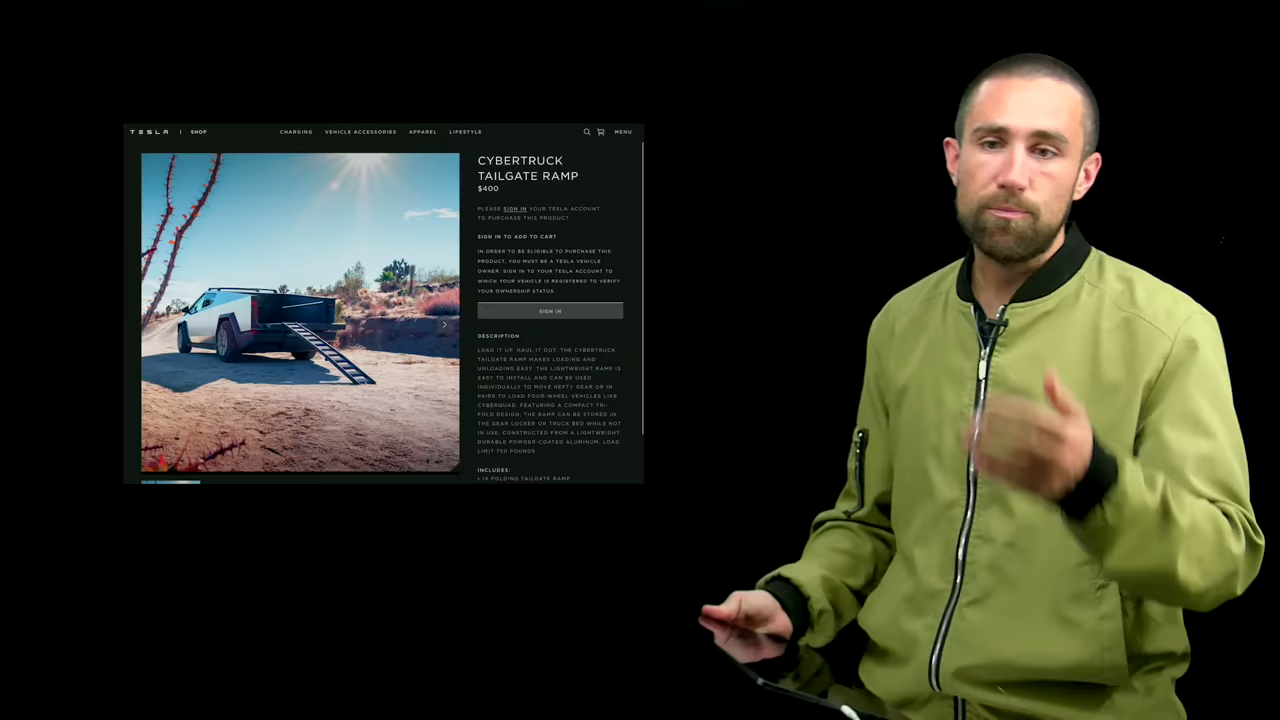 TESLA | SHOP
CHARGING VEHICLE ACCESSORIES APPAREL LIFESTYLE
MENU
CYBERTRUCK
TAILGATE RAMP
$400
PLEASE SIGN IN YOUR TESLA ACCOUNT
TO PURCHASE THIS PRODUCT.
SIGN IN TO ADD TO CART
IN ORDER TO BE ELIGIBLE TO PURCHASE THIS
PRODUCT, YOU MUST BE A TESLA VEHICLE
OWNER. SIGN IN TO YOUR TESLA ACCOUNT TO
WHICH YOUR VEHICLE IS REGISTERED TO VERIFY
YOUR OWNERSHIP STATUS.
SIGN IN
DESCRIPTION
LOAD IT UP. HAUL IT OUT. THE CYBERTRUCK
TAILGATE RAMP MAKES LOADING AND
UNLOADING EASY. THE LIGHTWEIGHT RAMP IS
EASY TO INSTALL AND CAN BE USED
INDIVIDUALLY TO MOVE HEFTY GEAR OR IN
PAIRS TO LOAD FOUR-WHEEL VEHICLES LIKE
CYBERQUAD. FEATURING A COMPACT TRI-
FOLD DESIGN, THE RAMP CAN BE STORED IN
THE GEAR LOCKER OR TRUCK BED WHILE NOT
IN USE. CONSTRUCTED FROM A LIGHTWEIGHT,
DURABLE POWDER-COATED ALUMINUM. LOAD
LIMIT 750 POUNDS
INCLUDES:
• 1X FOLDING TAILGATE RAMP